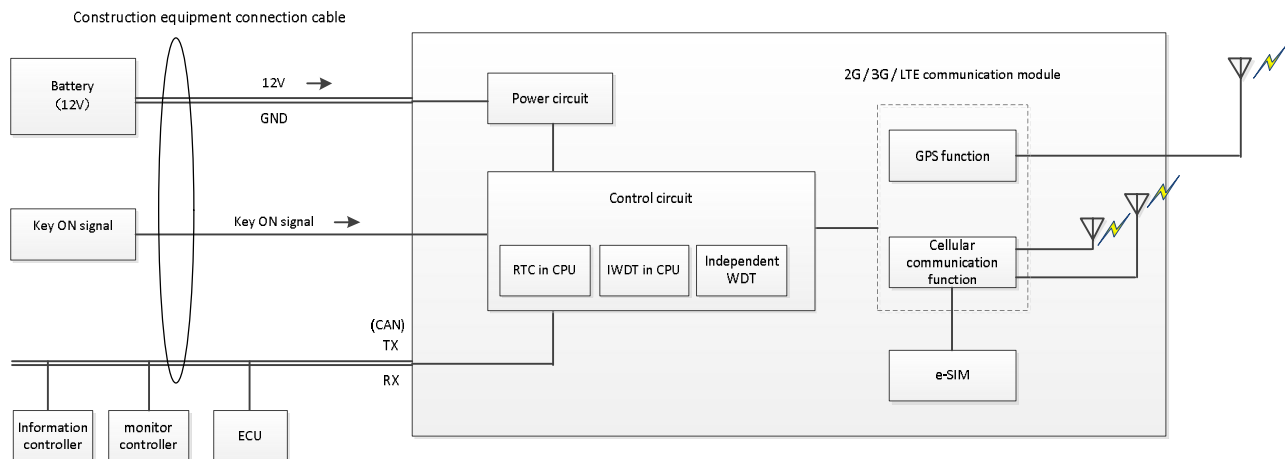 Construction equipment connection cable
Battery
(12V)
12V
GND
Power circuit
2G / 3G / LTE communication module
GPS function
Key ON signal
Key ON signal
Control circuit
RTC in CPU
IWDT in CPU
Independent
WDT
Cellular
communication
function
(CAN)
TX
RX
e-SIM
Information
controller
monitor
controller
ECU